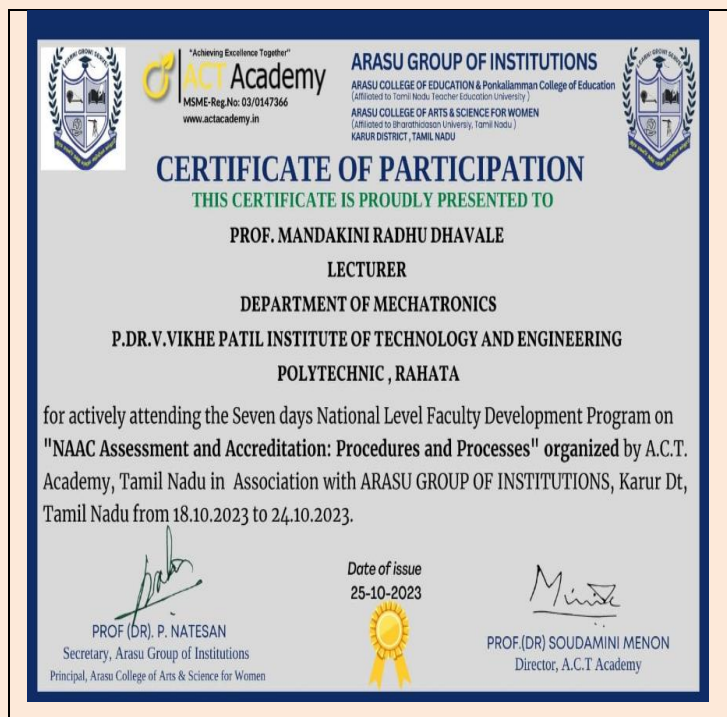 "Achieving Excellence Together"
ACT Academy
MSME-Reg.No: 03/0147366
www.actacademy.in
ARASU GROUP OF INSTITUTIONS
ARASU COLLEGE OF EDUCATION & Ponkaliamman College of Education
(Affiliated to Tamil Nadu Teacher Education University )
ARASU COLLEGE OF ARTS & SCIENCE FOR WOMEN
(Affiliated to Bharathidasan Universiy, Tamil Nadu )
KARUR DISTRICT , TAMIL NADU
CERTIFICATE OF PARTICIPATION
THIS CERTIFICATE IS PROUDLY PRESENTED TO
PROF. MANDAKINI RADHU DHAVALE
LECTURER
DEPARTMENT OF MECHATRONICS
P.DR.V.VIKHE PATIL INSTITUTE OF TECHNOLOGY AND ENGINEERING
POLYTECHNIC , RAHATA
for actively attending the Seven days National Level Faculty Development Program on
"NAAC Assessment and Accreditation: Procedures and Processes" organized by A.C.T.
Academy, Tamil Nadu in Association with ARASU GROUP OF INSTITUTIONS, Karur Dt,
Tamil Nadu from 18.10.2023 to 24.10.2023.
Date of issue
25-10-2023
PROF (DR). P. NATESAN
Secretary, Arasu Group of Institutions
Principal, Arasu College of Arts & Science for Women
PROF.(DR) SOUDAMINI MENON
Director, A.C.T Academy